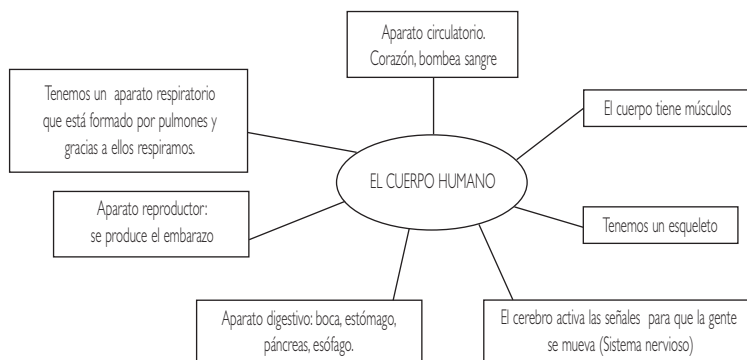 Aparato circulatorio.
Corazón, bombea sangre
Tenemos un aparato respiratorio
que está formado por pulmones y
gracias a ellos respiramos.
El cuerpo tiene músculos
EL CUERPO HUMANO
Aparato reproductor:
se produce el embarazo
Tenemos un esqueleto
Aparato digestivo: boca, estómago,
páncreas, esófago.
El cerebro activa las señales para que la gente
se mueva (Sistema nervioso)